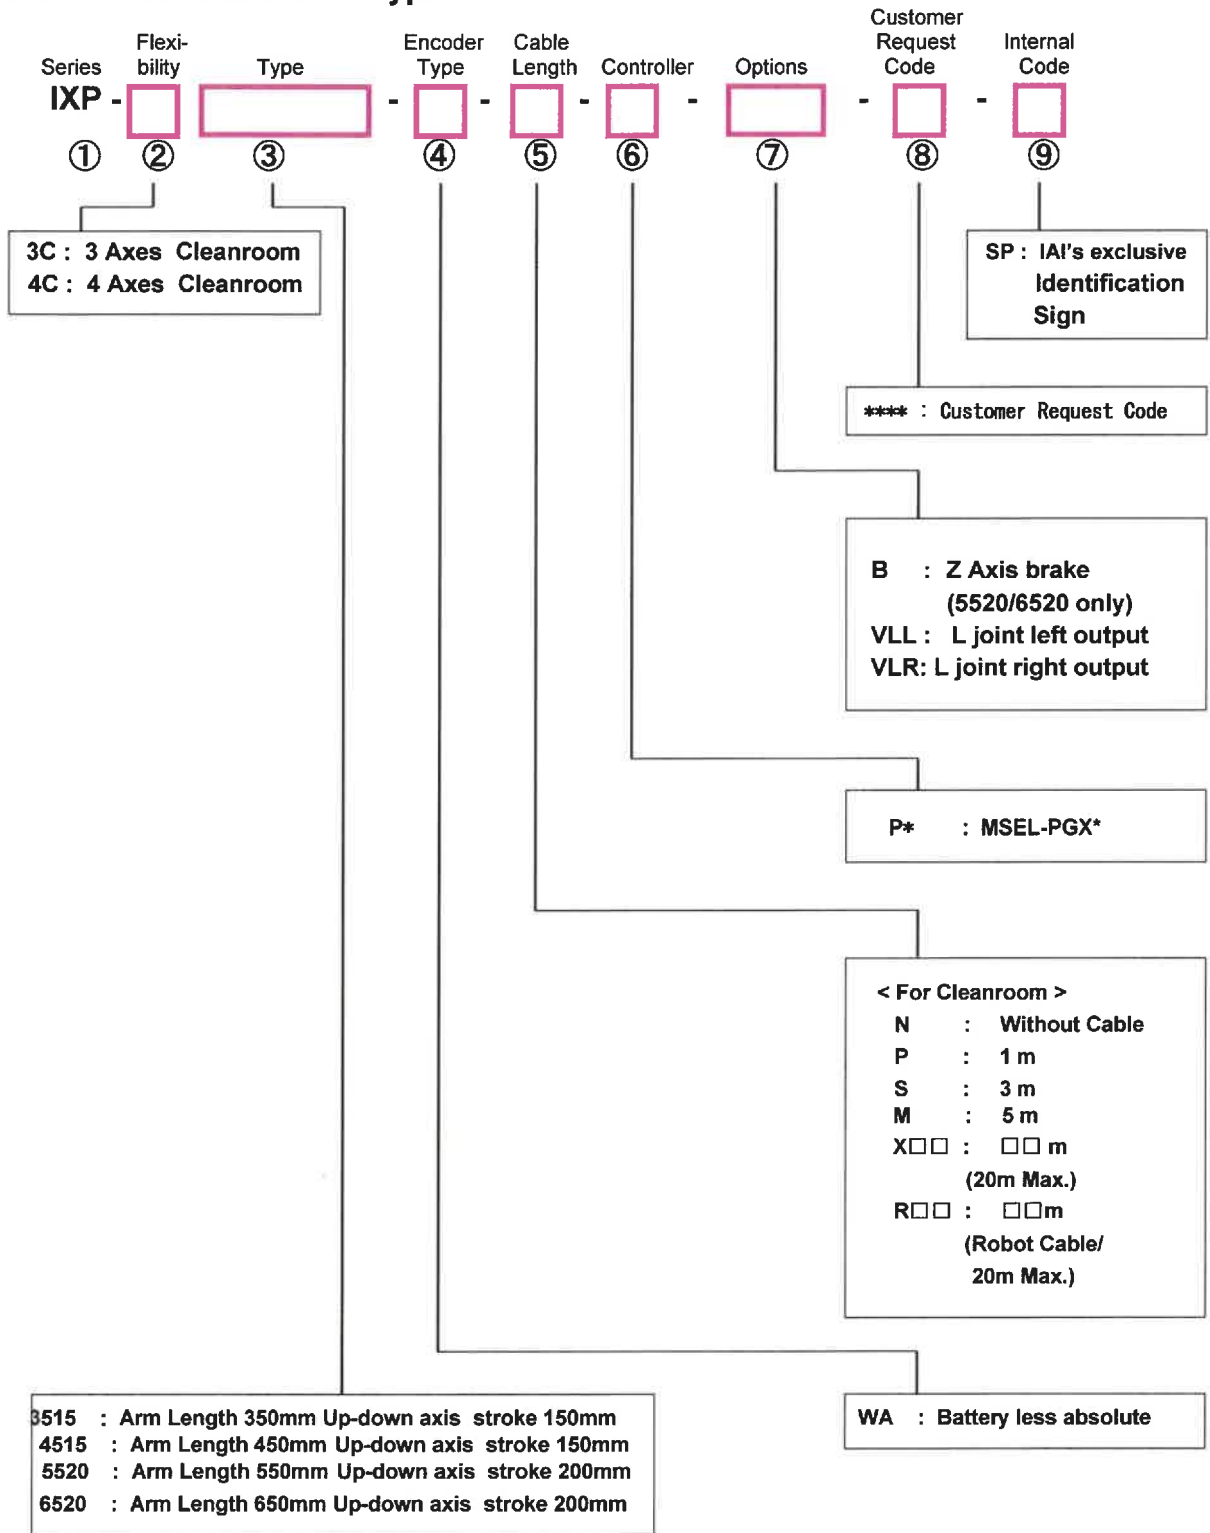 Series
Flexi-
bility
Type
Encoder
Type
Cable
Length
Controller
Options
Customer
Request
Code
Internal
Code
IXP - □ □ - □ - □ - □ - □ - □ - □
① ② ③ ④ ⑤ ⑥ ⑦ ⑧ ⑨
3C : 3 Axes Cleanroom
4C : 4 Axes Cleanroom
SP : IAI's exclusive
Identification
Sign
**** : Customer Request Code
B : Z Axis brake
(5520/6520 only)
VLL : L joint left output
VLR: L joint right output
P* : MSEL-PGX*
< For Cleanroom >
N : Without Cable
P : 1 m
S : 3 m
M : 5 m
X□□ : □□ m
(20m Max.)
R□□ : □□m
(Robot Cable/
20m Max.)
3515 : Arm Length 350mm Up-down axis stroke 150mm
4515 : Arm Length 450mm Up-down axis stroke 150mm
5520 : Arm Length 550mm Up-down axis stroke 200mm
6520 : Arm Length 650mm Up-down axis stroke 200mm
WA : Battery less absolute